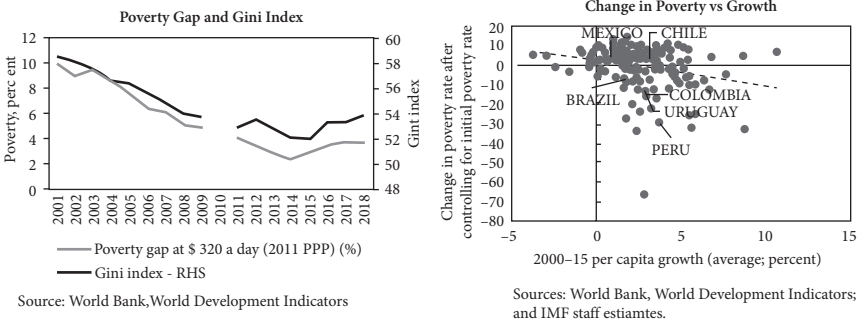 Poverty Gap and Gini Index
12
10
8
6
4
2
0
60
58
56
54
52
50
48
Poverty, perc ent
Gint index
2001
2002
2003
2004
2005
2006
2007
2008
2009
2010
2011
2012
2013
2014
2015
2016
2017
2018
Poverty gap at $ 320 a day (2011 PPP) (%)
Gini index - RHS
Source: World Bank,World Development Indicators
Change in Poverty vs Growth
Change in poverty rate after
controlling for initial poverty rate
20
10
0
–10
–20
–30
–40
–50
–60
–70
–80
MEXICO
CHILE
BRAZIL
COLOMBIA
URUGUAY
PERU
–5
0
5
10
15
2000–15 per capita growth (average; percent)
Sources: World Bank, World Development Indicators;
and IMF staff estiamtes.